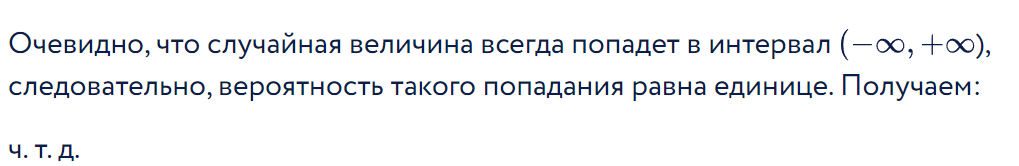 Очевидно, что случайная величина всегда попадет в интервал (−∞, +∞),
следовательно, вероятность такого попадания равна единице. Получаем:
ч. т. д.